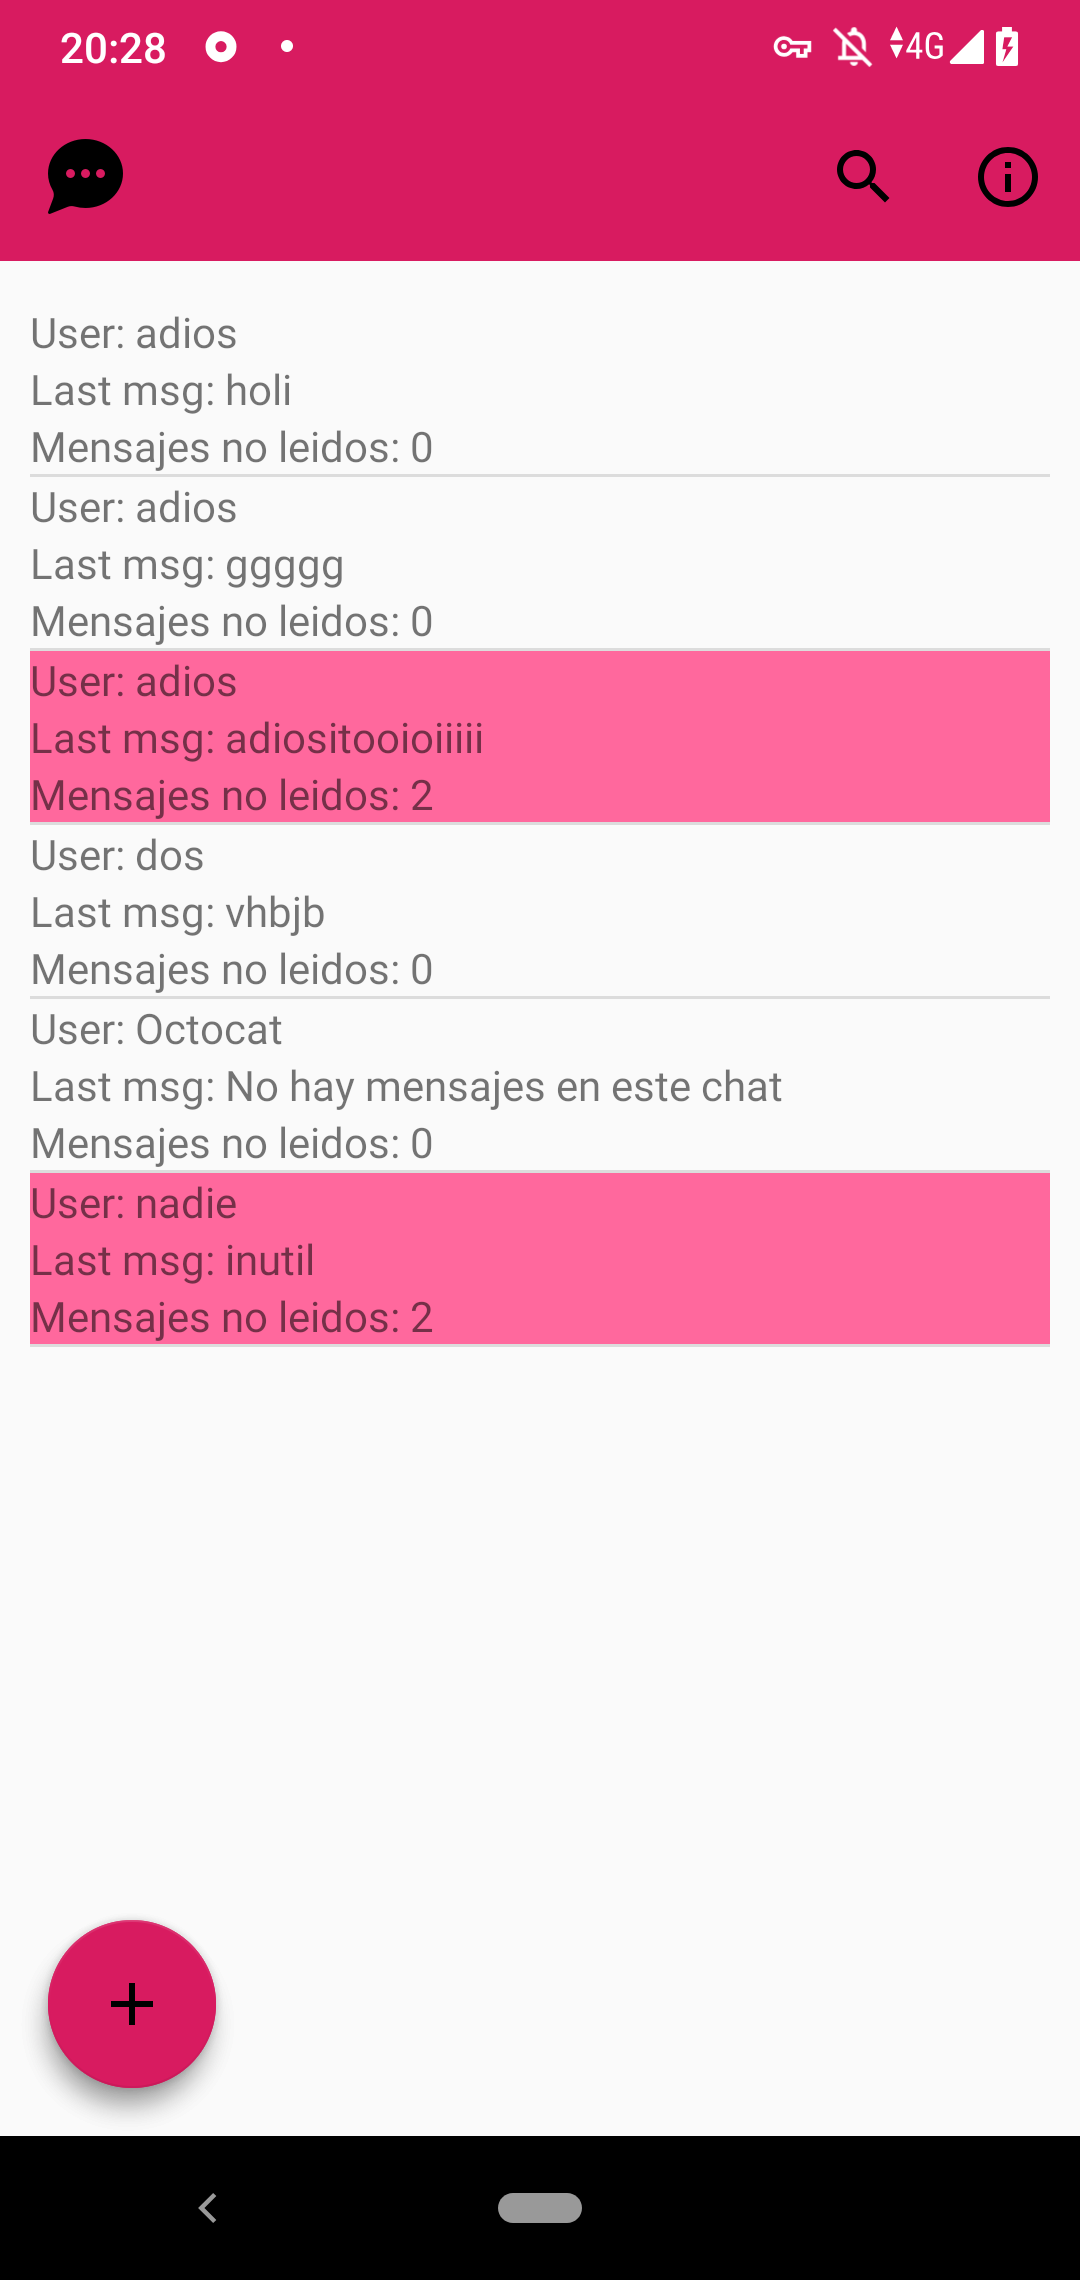 20:28
4G
User: adios
Last msg: holi
Mensajes no leidos: 0
User: adios
Last msg: ggggg
Mensajes no leidos: 0
User: adios
Last msg: adiositooioiiiii
Mensajes no leidos: 2
User: dos
Last msg: vhbjb
Mensajes no leidos: 0
User: Octocat
Last msg: No hay mensajes en este chat
Mensajes no leidos: 0
User: nadie
Last msg: inutil
Mensajes no leidos: 2